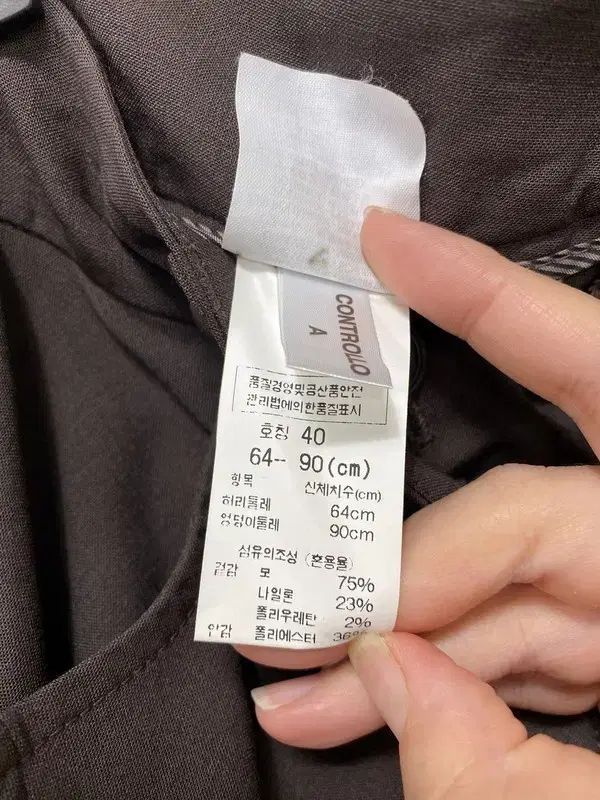 CONTROLLO
A
품질경영및공산품안전
관리법에의한품질표시
호칭 40
64-- 90(cm)
항목 신체치수(cm)
허리둘레 64cm
엉덩이둘레 90cm
섬유의조성 (혼용율)
겉감 모 75%
나일론 23%
폴리우레탄 2%
안감 폴리에스터